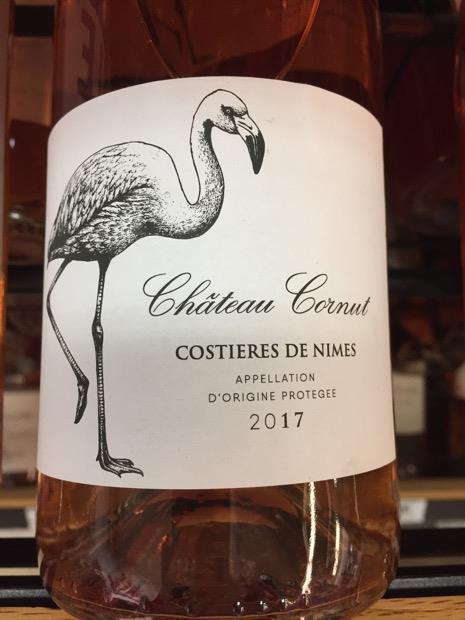 Château Cornut
COSTIERES DE NIMES
APPELLATION
D'ORIGINE PROTEGEE
2017